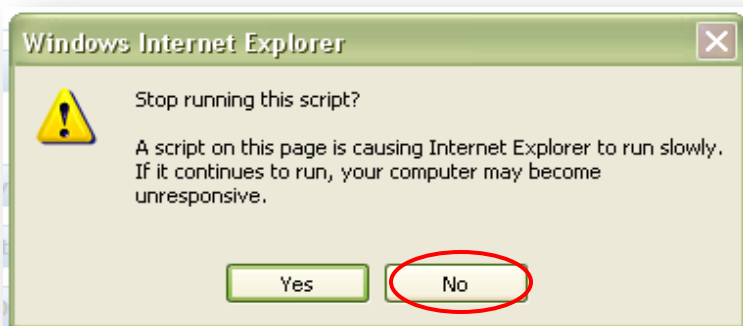 Windows Internet Explorer
Stop running this script?
A script on this page is causing Internet Explorer to run slowly.
If it continues to run, your computer may become
unresponsive.
Yes No